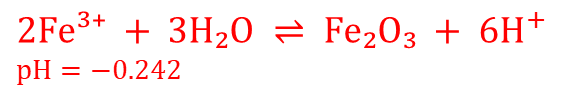 2Fe³⁺ + 3H₂O ⇌ Fe₂O₃ + 6H⁺
pH = −0.242